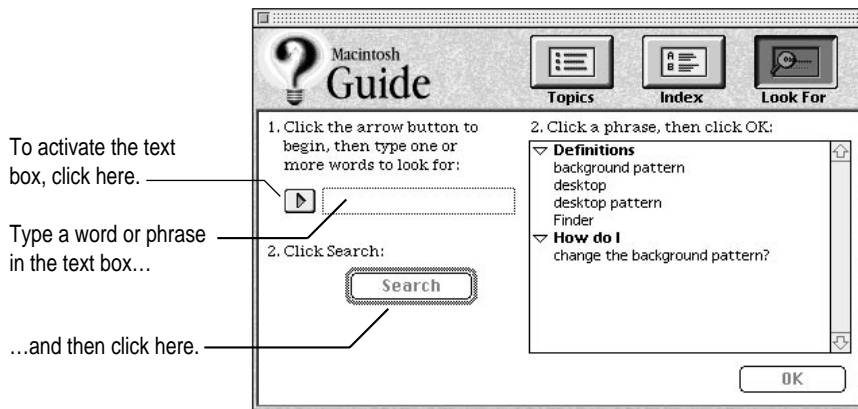 Macintosh
Guide
Topics
Index
Look For
To activate the text
box, click here.
Type a word or phrase
in the text box…
…and then click here.
1. Click the arrow button to
begin, then type one or
more words to look for:
2. Click Search:
Search
2. Click a phrase, then click OK:
Definitions
background pattern
desktop
desktop pattern
Finder
How do I
change the background pattern?
OK